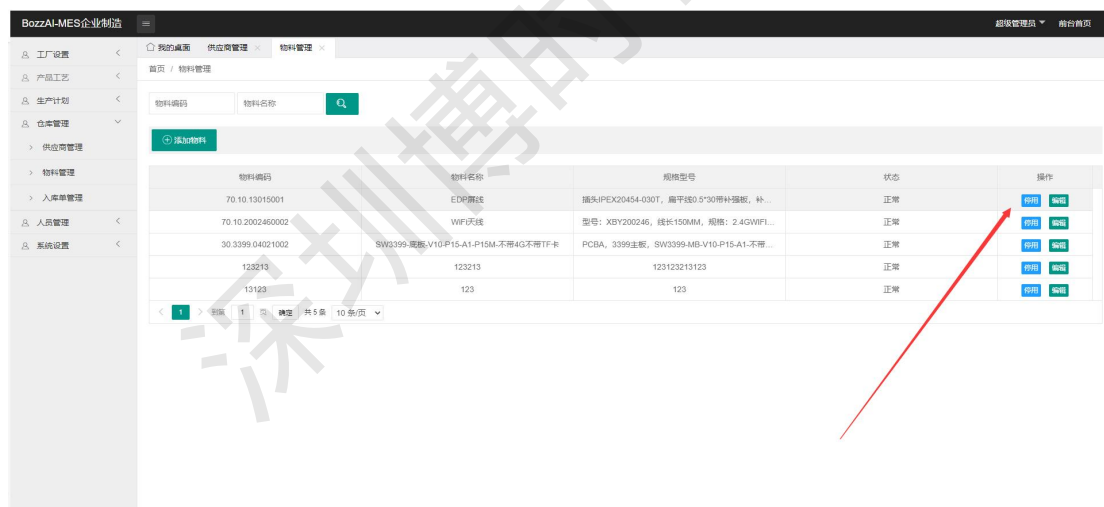 BozzAI-MES企业制造 超级管理员 前台首页
工厂设置 我的桌面 供应商管理 物料管理
产品工艺 首页 / 物料管理
生产计划 物料编码 物料名称
仓库管理
供应商管理 添加物料
物料管理 物料编码 物料名称 规格型号 状态 操作
入库单管理 70.10.13015001 EDP屏线 插头IPEX20454-030T，扁平线0.5*30带补强板，补... 正常 停用 编辑
人员管理 70.10.2002460002 WIFI天线 型号：XBY200246，线长150MM，规格：2.4GWIFI... 正常 停用 编辑
系统设置 30.3399.04021002 SW3399-底板-V10-P15-A1-P15M-不带4G不带TF卡 PCBA，3399主板，SW3399-MB-V10-P15-A1-不带... 正常 停用 编辑
123213 123213 123123213123 正常 停用 编辑
13123 123 123 正常 停用 编辑
1 到第 1 页 确定 共 5 条 10 条/页
深圳博时